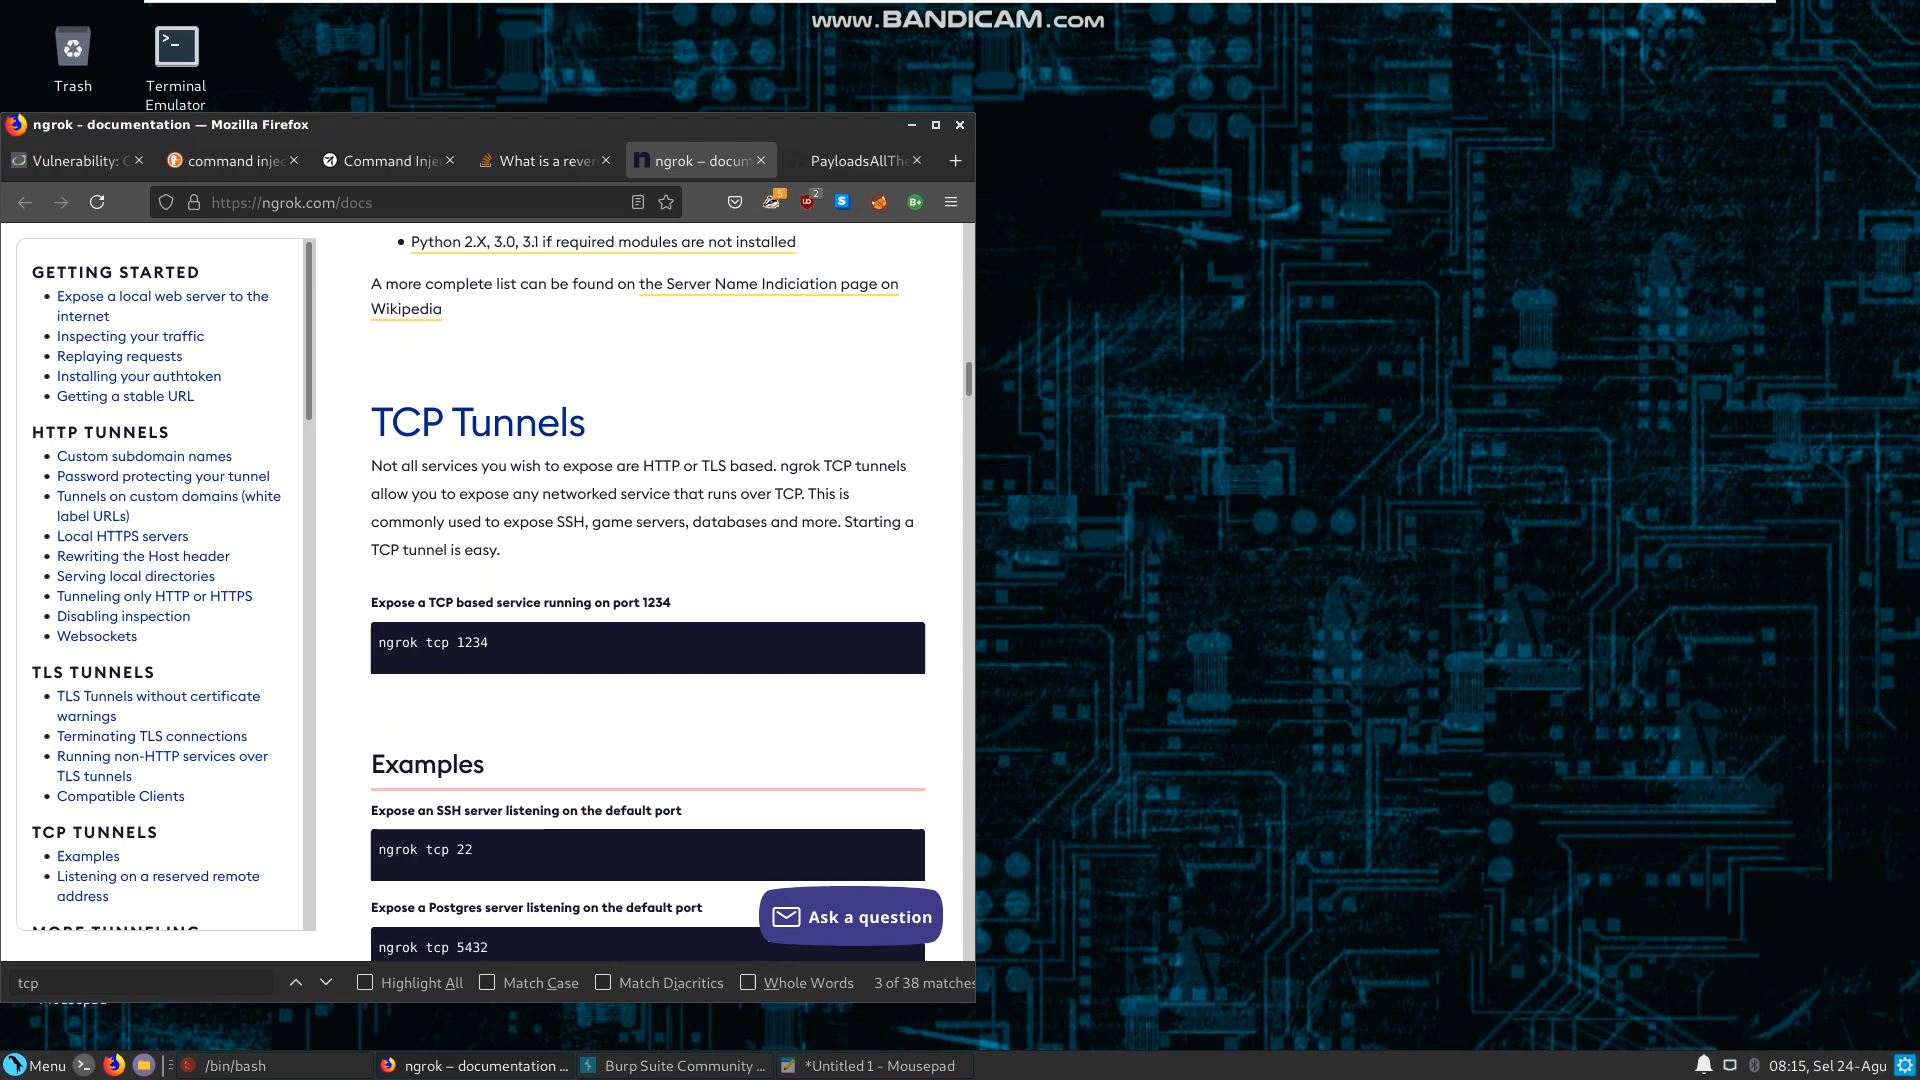 www.BANDICAM.com
Trash
Terminal
Emulator
ngrok – documentation — Mozilla Firefox
Vulnerability: C
command injec
Command Injec
What is a rever
ngrok – docum
PayloadsAllThe
https://ngrok.com/docs
5
2
S
B+
GETTING STARTED
Expose a local web server to the
internet
Inspecting your traffic
Replaying requests
Installing your authtoken
Getting a stable URL
HTTP TUNNELS
Custom subdomain names
Password protecting your tunnel
Tunnels on custom domains (white
label URLs)
Local HTTPS servers
Rewriting the Host header
Serving local directories
Tunneling only HTTP or HTTPS
Disabling inspection
Websockets
TLS TUNNELS
TLS Tunnels without certificate
warnings
Terminating TLS connections
Running non-HTTP services over
TLS tunnels
Compatible Clients
TCP TUNNELS
Examples
Listening on a reserved remote
address
MORE TUNNELING
Python 2.X, 3.0, 3.1 if required modules are not installed
A more complete list can be found on the Server Name Indiciation page on
Wikipedia
TCP Tunnels
Not all services you wish to expose are HTTP or TLS based. ngrok TCP tunnels
allow you to expose any networked service that runs over TCP. This is
commonly used to expose SSH, game servers, databases and more. Starting a
TCP tunnel is easy.
Expose a TCP based service running on port 1234
ngrok tcp 1234
Examples
Expose an SSH server listening on the default port
ngrok tcp 22
Expose a Postgres server listening on the default port
ngrok tcp 5432
Ask a question
tcp
Highlight All
Match Case
Match Diacritics
Whole Words
3 of 38 matches
Mousepad
Menu
/bin/bash
ngrok – documentation ...
Burp Suite Community ...
*Untitled 1 - Mousepad
08:15, Sel 24-Agu